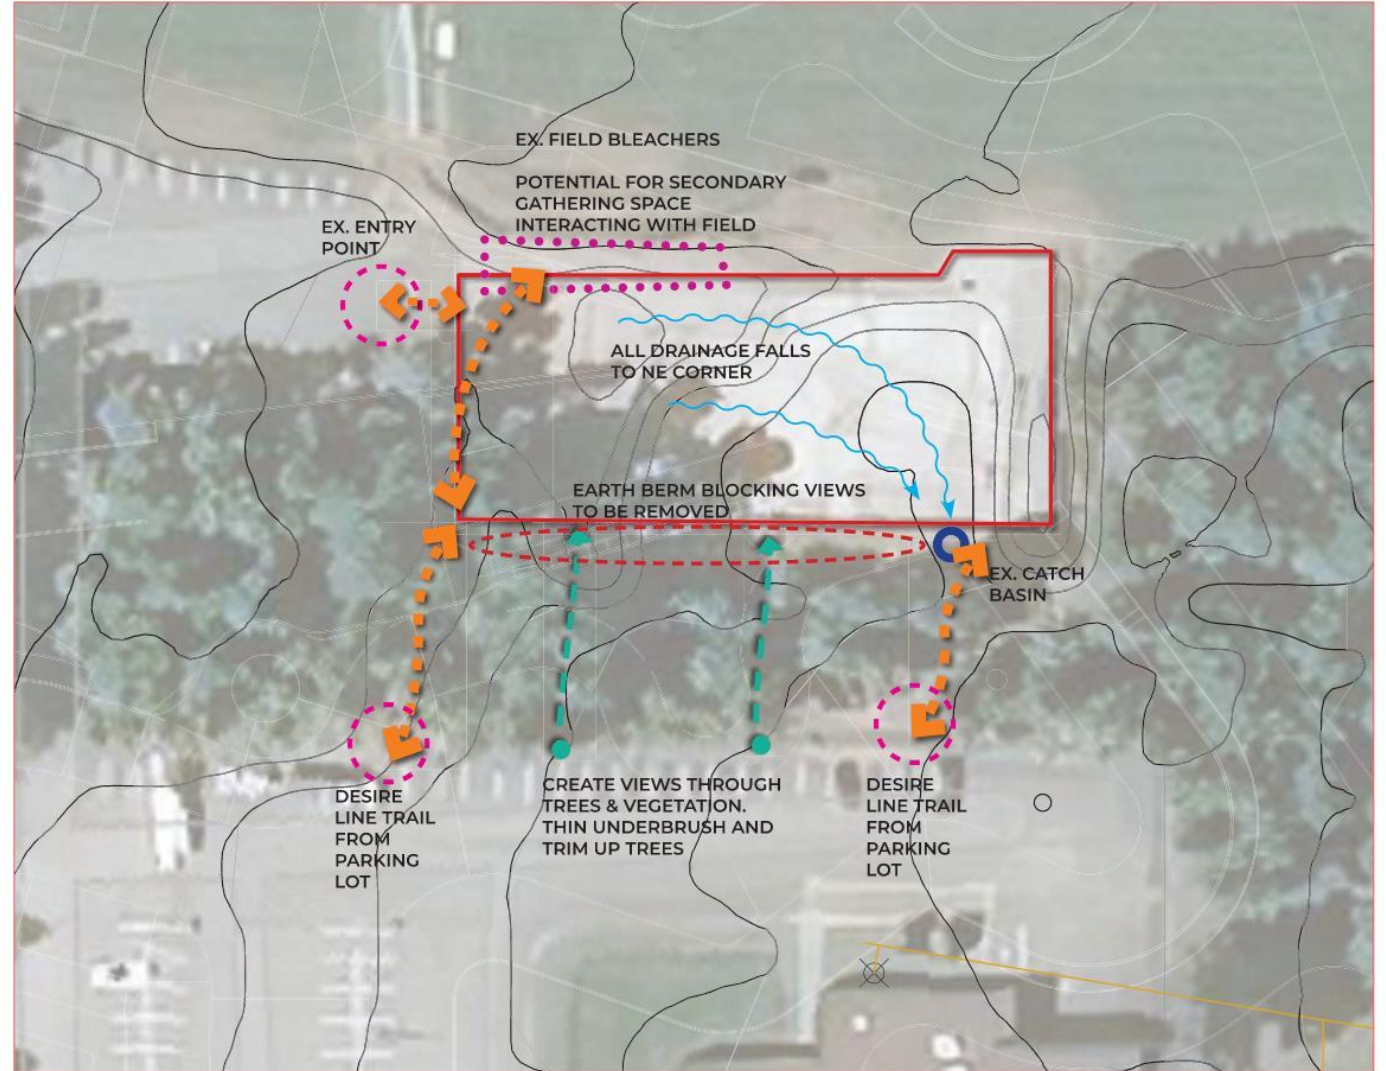 EX. FIELD BLEACHERS
POTENTIAL FOR SECONDARY
GATHERING SPACE
INTERACTING WITH FIELD
EX. ENTRY
POINT
ALL DRAINAGE FALLS
TO NE CORNER
EARTH BERM BLOCKING VIEWS
TO BE REMOVED
EX. CATCH
BASIN
DESIRE
LINE TRAIL
FROM
PARKING
LOT
CREATE VIEWS THROUGH
TREES & VEGETATION.
THIN UNDERBRUSH AND
TRIM UP TREES
DESIRE
LINE TRAIL
FROM
PARKING
LOT